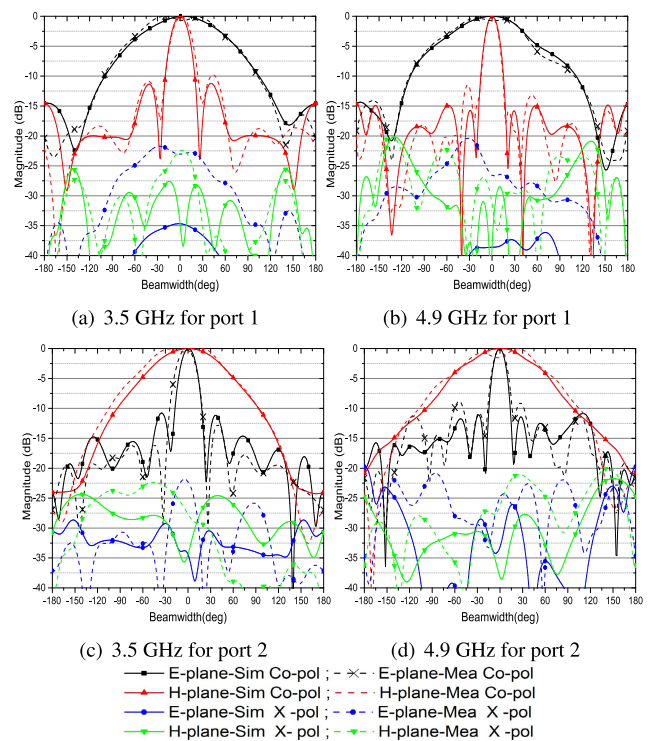 0
-5
-10
-15
-20
-25
-30
-35
-40
Magnitude (dB)
-180 -150 -120 -90 -60 -30 0 30 60 90 120 150 180
Beamwidth(deg)
(a) 3.5 GHz for port 1
0
-5
-10
-15
-20
-25
-30
-35
-40
Magnitude (dB)
-180 -150 -120 -90 -60 -30 0 30 60 90 120 150 180
Beamwidth(deg)
(b) 4.9 GHz for port 1
0
-5
-10
-15
-20
-25
-30
-35
-40
Magnitude (dB)
-180 -150 -120 -90 -60 -30 0 30 60 90 120 150 180
Beamwidth(deg)
(c) 3.5 GHz for port 2
0
-5
-10
-15
-20
-25
-30
-35
-40
Magnitude (dB)
-180 -150 -120 -90 -60 -30 0 30 60 90 120 150 180
Beamwidth(deg)
(d) 4.9 GHz for port 2
E-plane-Sim Co-pol ; E-plane-Mea Co-pol
H-plane-Sim Co-pol ; H-plane-Mea Co-pol
E-plane-Sim X -pol ; E-plane-Mea X -pol
H-plane-Sim X- pol ; H-plane-Mea X -pol